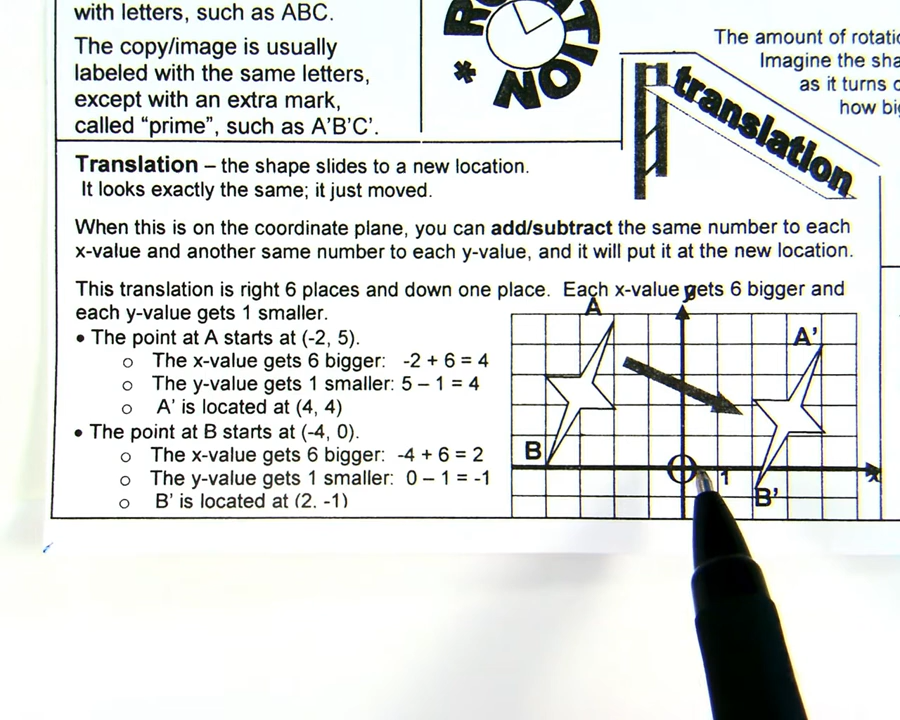 with letters, such as ABC.
The copy/image is usually
labeled with the same letters,
except with an extra mark,
called “prime”, such as A'B'C'.
*
The amount of
Imagine the
as it turns
how
translation
Translation – the shape slides to a new location.
It looks exactly the same; it just moved.
When this is on the coordinate plane, you can add/subtract the same number to each
x-value and another same number to each y-value, and it will put it at the new location.
This translation is right 6 places and down one place. Each x-value gets 6 bigger and
each y-value gets 1 smaller.
• The point at A starts at (-2, 5).
o The x-value gets 6 bigger: -2 + 6 = 4
o The y-value gets 1 smaller: 5 – 1 = 4
o A' is located at (4, 4)
• The point at B starts at (-4, 0).
o The x-value gets 6 bigger: -4 + 6 = 2
o The y-value gets 1 smaller: 0 – 1 = -1
o B' is located at (2. -1)
A
y
A'
B
1
x
B'